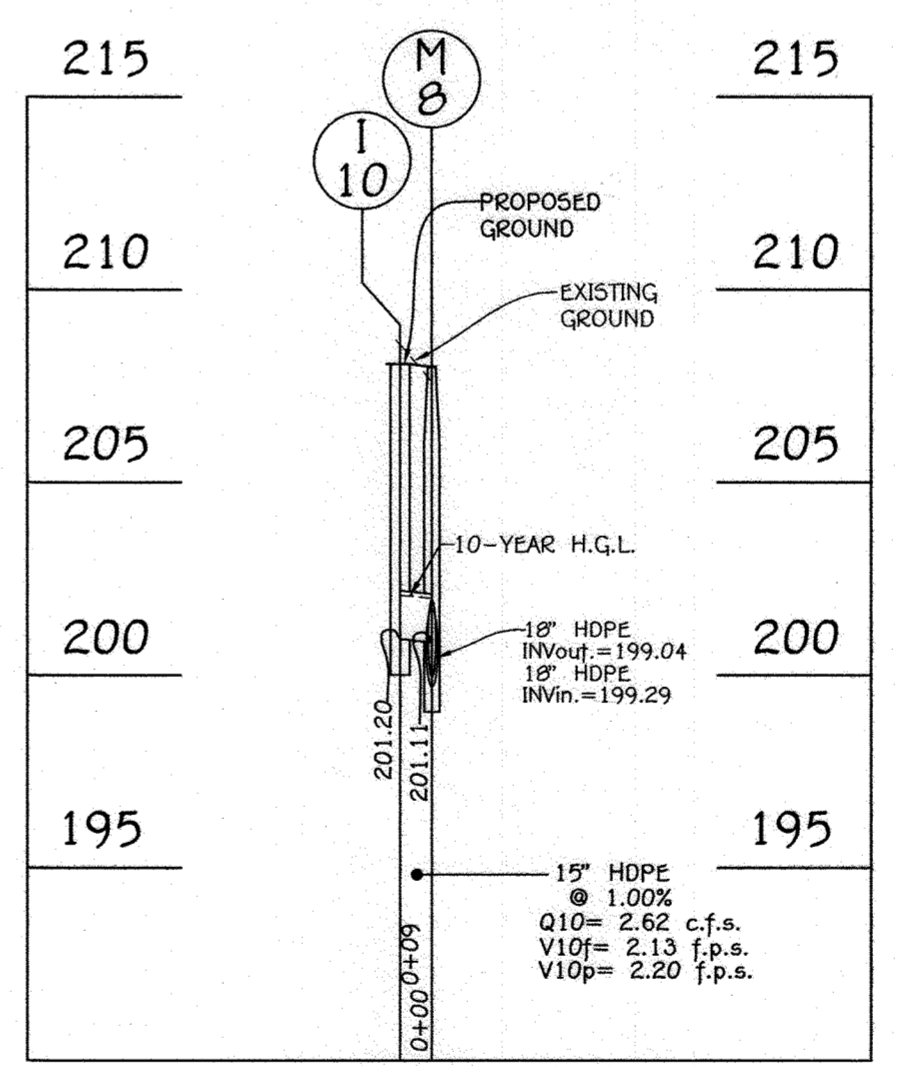 215
M
8
215
I
10
PROPOSED
GROUND
210
210
EXISTING
GROUND
205
205
10-YEAR H.G.L.
200
200
18" HDPE
INVout.=199.04
18" HDPE
INVin.=199.29
201.20
201.11
195
195
15" HDPE
@ 1.00%
Q10= 2.62 c.f.s.
V10f= 2.13 f.p.s.
V10p= 2.20 f.p.s.
0+00
0+09